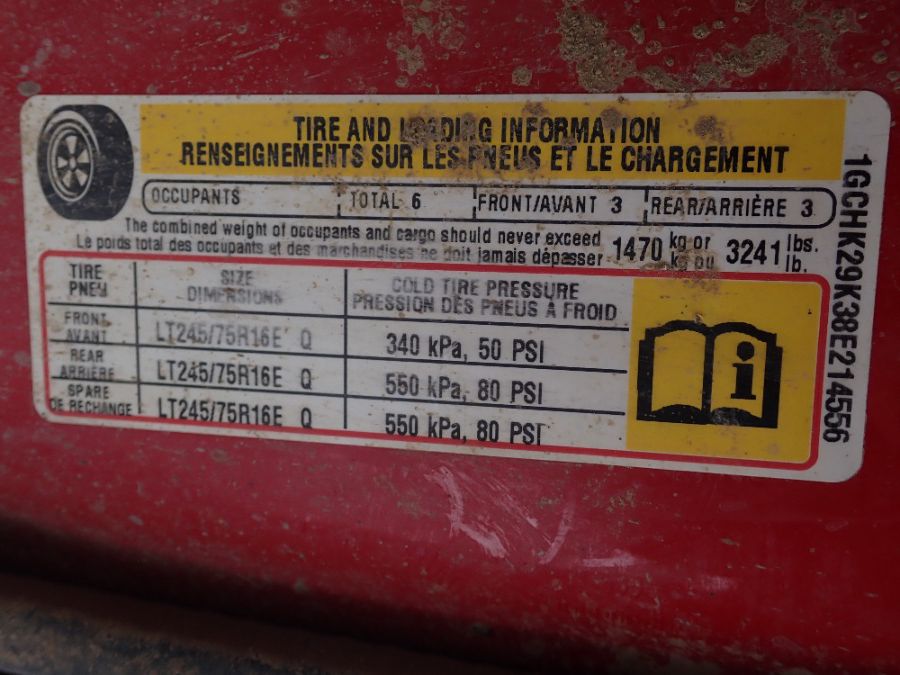 TIRE AND LOADING INFORMATION
RENSEIGNEMENTS SUR LES PNEUS ET LE CHARGEMENT
OCCUPANTS TOTAL 6 FRONT/AVANT 3 REAR/ARRIÈRE 3
The combined weight of occupants and cargo should never exceed 1470 kg or 3241 lbs.
Le poids total des occupants et des marchandises ne doit jamais dépasser 1470 kg ou 3241 lb.
TIRE SIZE COLD TIRE PRESSURE
PNEU DIMENSIONS PRESSION DES PNEUS À FROID
FRONT
AVANT LT245/75R16E Q 340 kPa, 50 PSI
REAR
ARRIÈRE LT245/75R16E Q 550 kPa, 80 PSI
SPARE
DE RECHANGE LT245/75R16E Q 550 kPa, 80 PSI
i
1GCHK29K38E214556